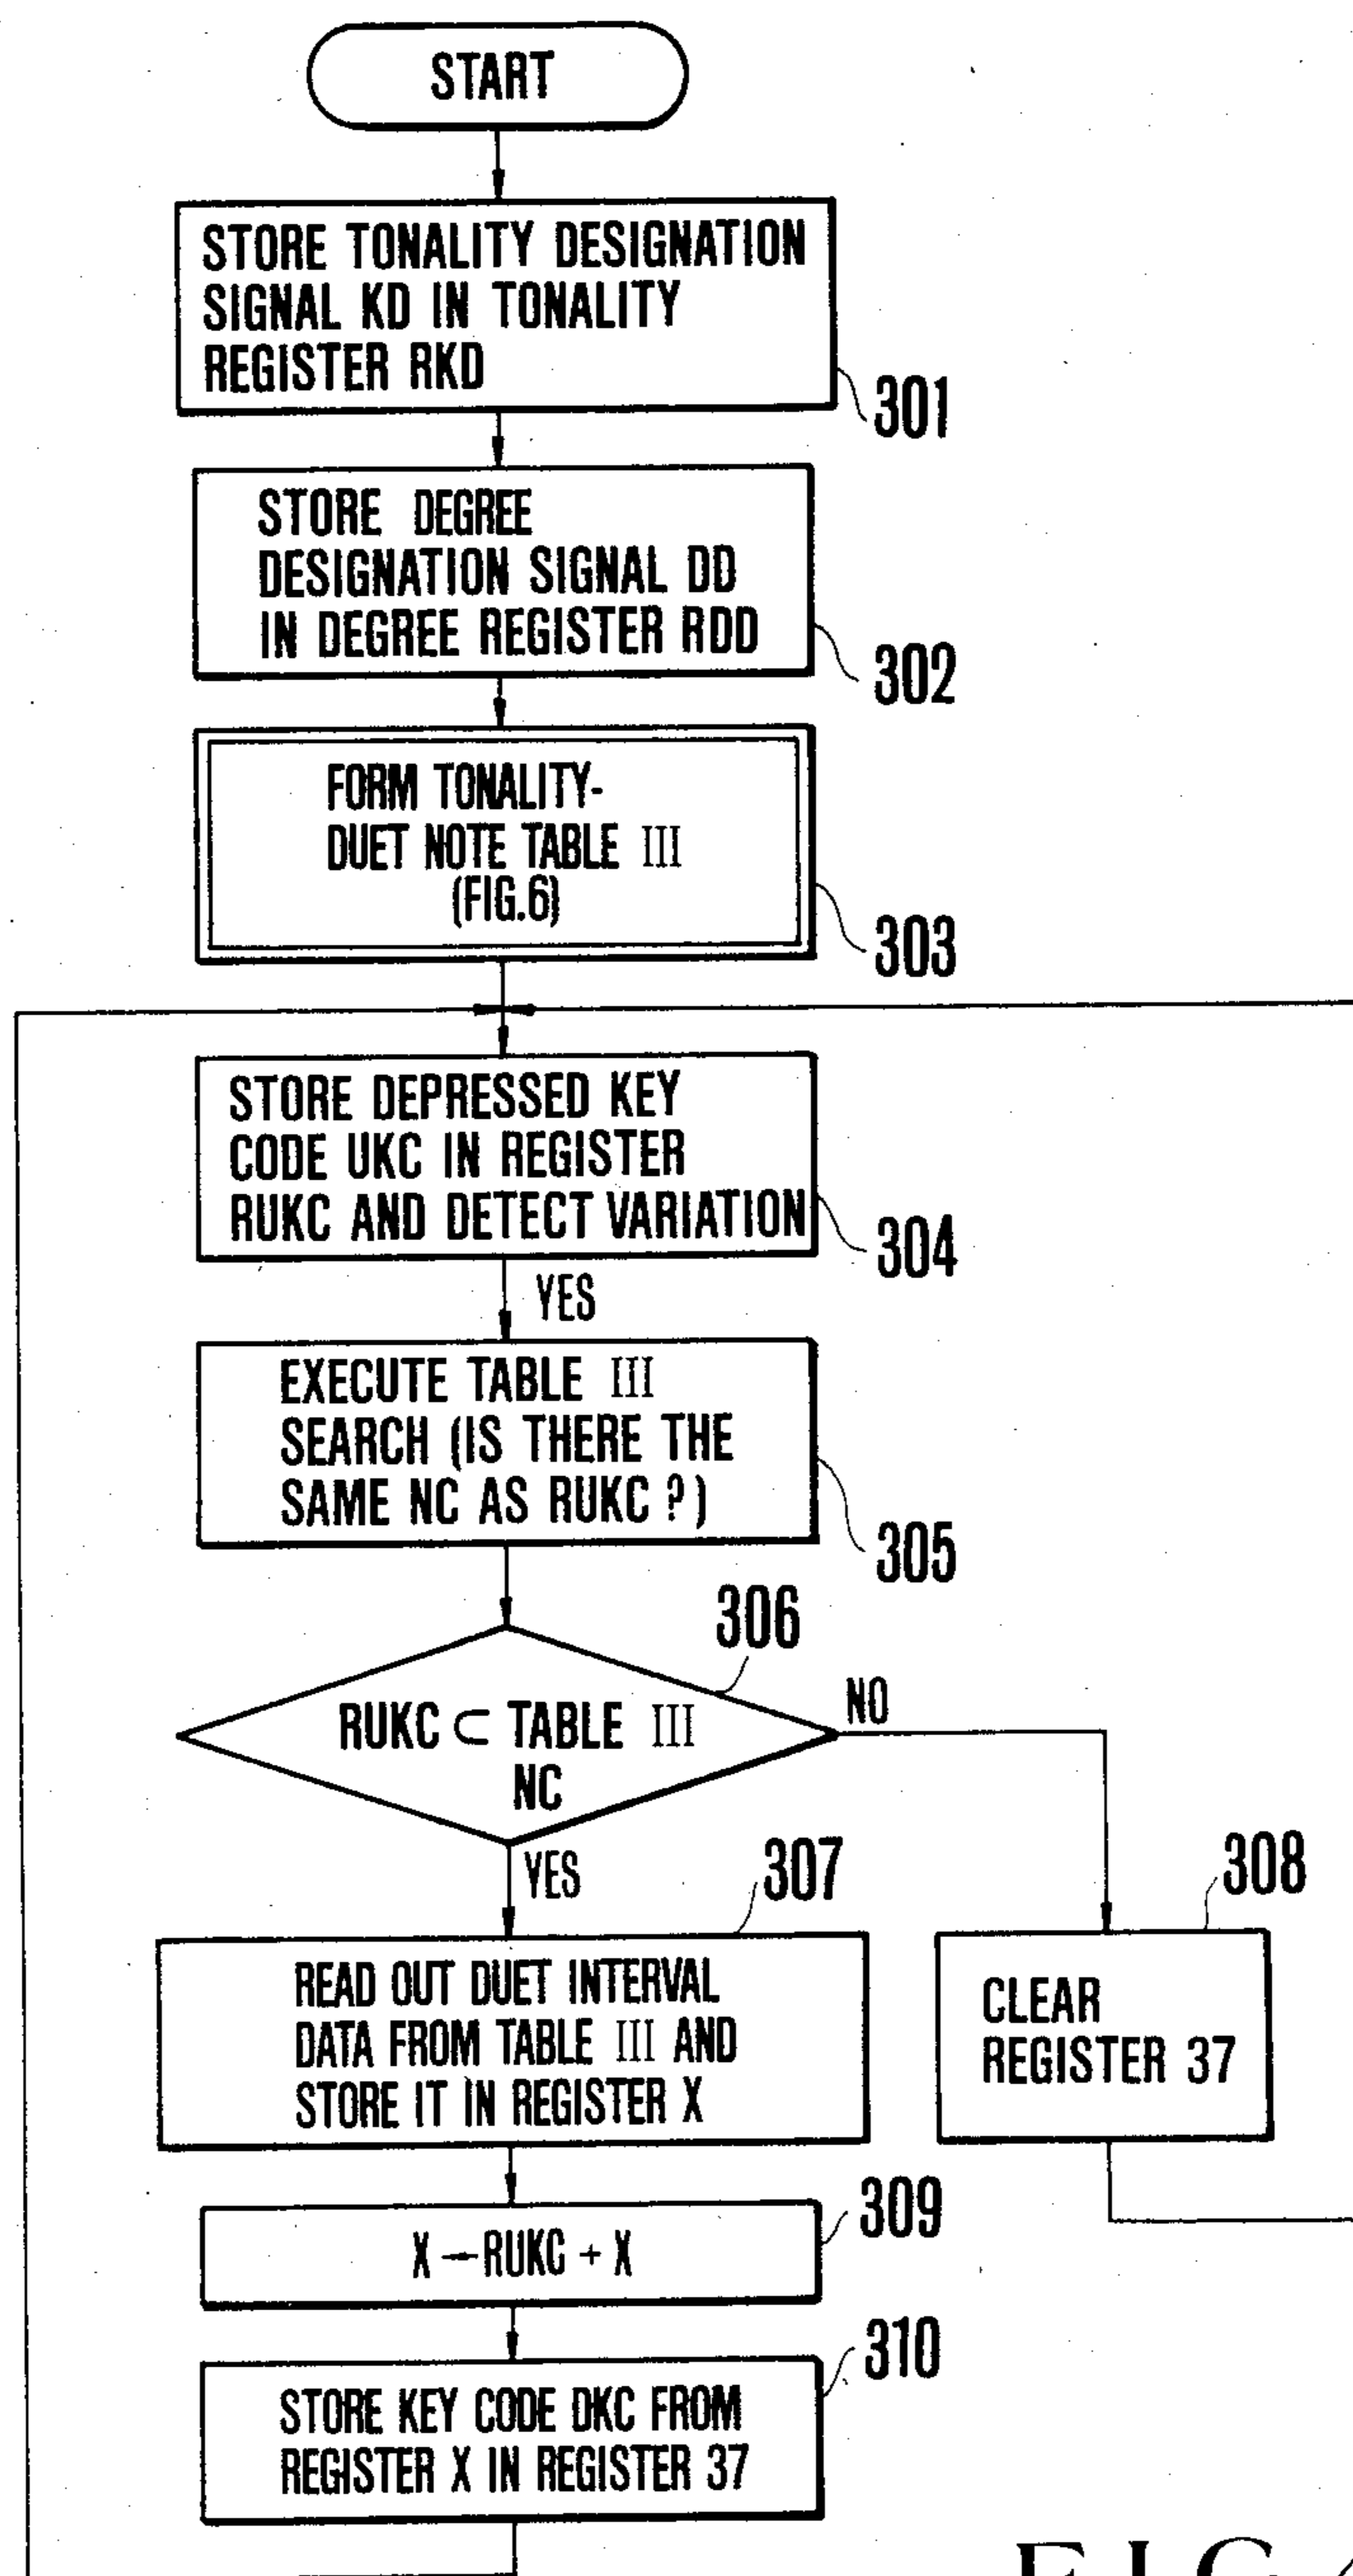 START
STORE TONALITY DESIGNATION
SIGNAL KD IN TONALITY
REGISTER RKD
301
STORE DEGREE
DESIGNATION SIGNAL DD
IN DEGREE REGISTER RDD
302
FORM TONALITY-
DUET NOTE TABLE III
(FIG.6)
303
STORE DEPRESSED KEY
CODE UKC IN REGISTER
RUKC AND DETECT VARIATION
304
YES
EXECUTE TABLE III
SEARCH (IS THERE THE
SAME NC AS RUKC ?)
305
306
RUKC ⊂ TABLE III
NC
NO
YES
307
308
READ OUT DUET INTERVAL
DATA FROM TABLE III AND
STORE IT IN REGISTER X
CLEAR
REGISTER 37
309
X ← RUKC + X
310
STORE KEY CODE DKC FROM
REGISTER X IN REGISTER 37
FIG